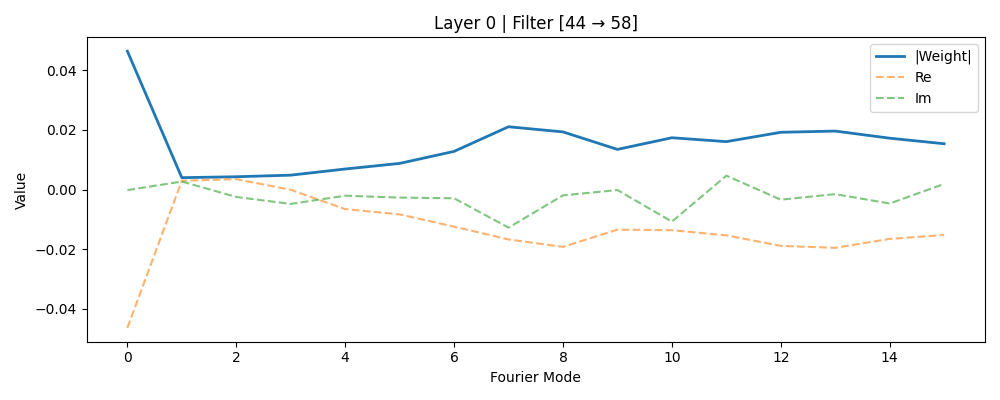 Layer 0 | Filter [44 → 58]
Value
0.04
0.02
0.00
−0.02
−0.04
|Weight|
Re
Im
0 2 4 6 8 10 12 14
Fourier Mode